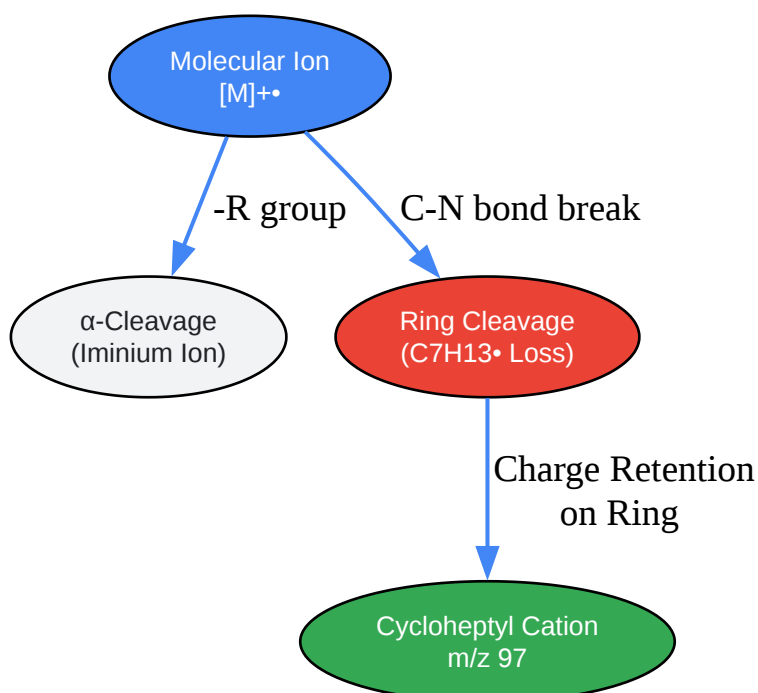 Molecular Ion
[M]+•
-R group
C-N bond break
α-Cleavage
(Iminium Ion)
Ring Cleavage
(C7H13• Loss)
Charge Retention
on Ring
Cycloheptyl Cation
m/z 97